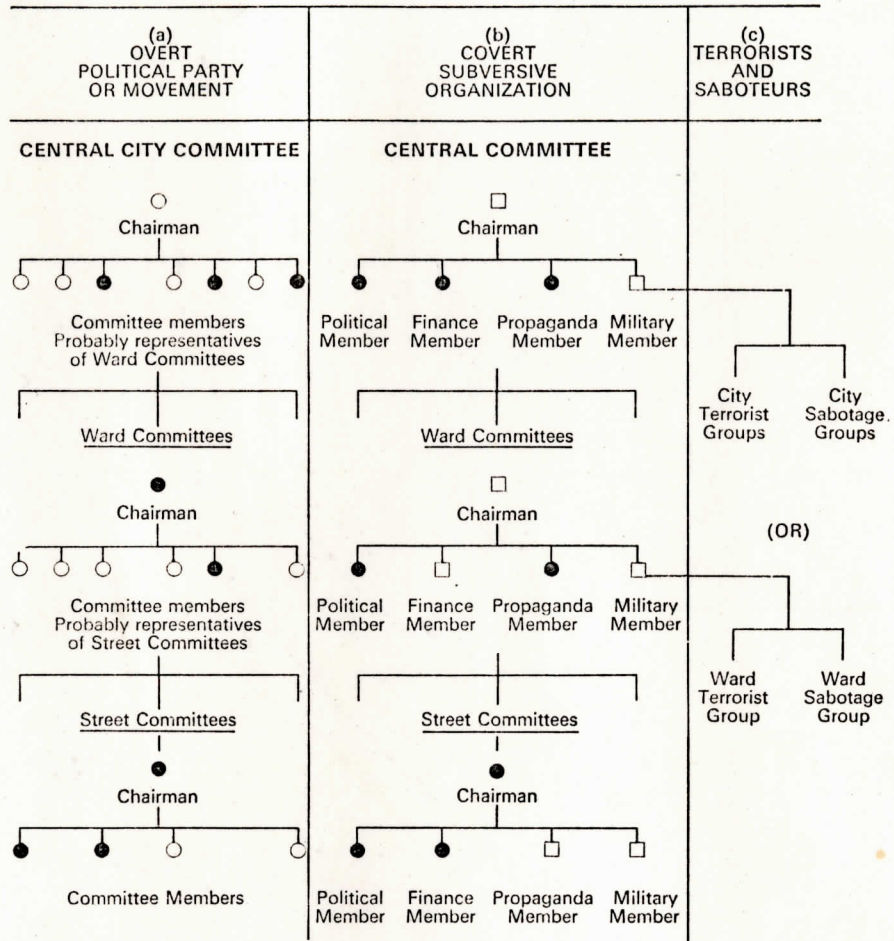 (a)
OVERT
POLITICAL PARTY
OR MOVEMENT
(b)
COVERT
SUBVERSIVE
ORGANIZATION
(c)
TERRORISTS
AND
SABOTEURS
CENTRAL CITY COMMITTEE
Chairman
Committee members
Probably representatives
of Ward Committees
Ward Committees
Chairman
Committee members
Probably representatives
of Street Committees
Street Committees
Chairman
Committee Members
CENTRAL COMMITTEE
Chairman
Political Member
Finance Member
Propaganda Member
Military Member
Ward Committees
Chairman
Political Member
Finance Member
Propaganda Member
Military Member
Street Committees
Chairman
Political Member
Finance Member
Propaganda Member
Military Member
City
Terrorist
Groups
City
Sabotage.
Groups
(OR)
Ward
Terrorist
Group
Ward
Sabotage
Group